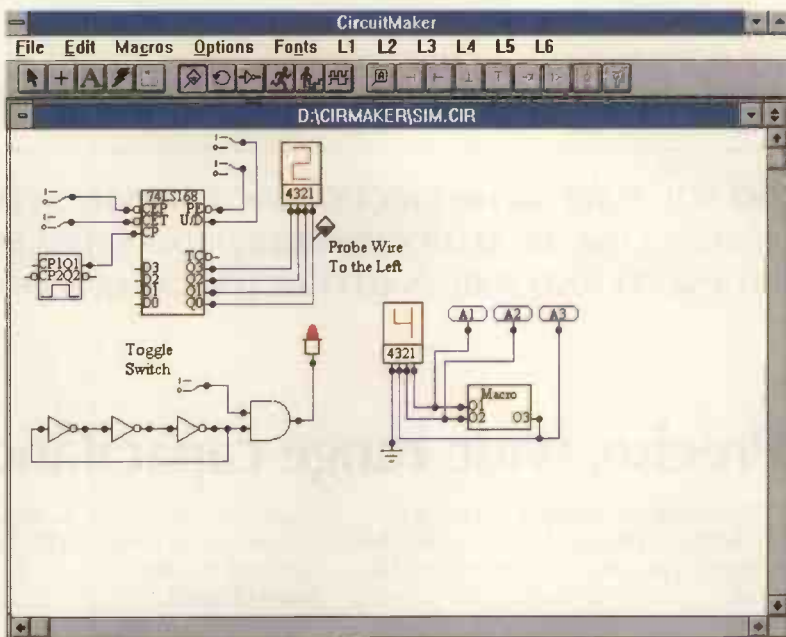 CircuitMaker
File Edit Macros Options Fonts L1 L2 L3 L4 L5 L6
D:\CIRMAKER\SIM.CIR
2
4321
74LS168
CEP PE
CET U/D
CP
TC
D3 Q3
D2 Q2
D1 Q1
D0 Q0
CP1Q1
CP2Q2
Probe Wire
To the Left
4
4321
A1 A2 A3
Toggle
Switch
Macro
O1
O2 O3